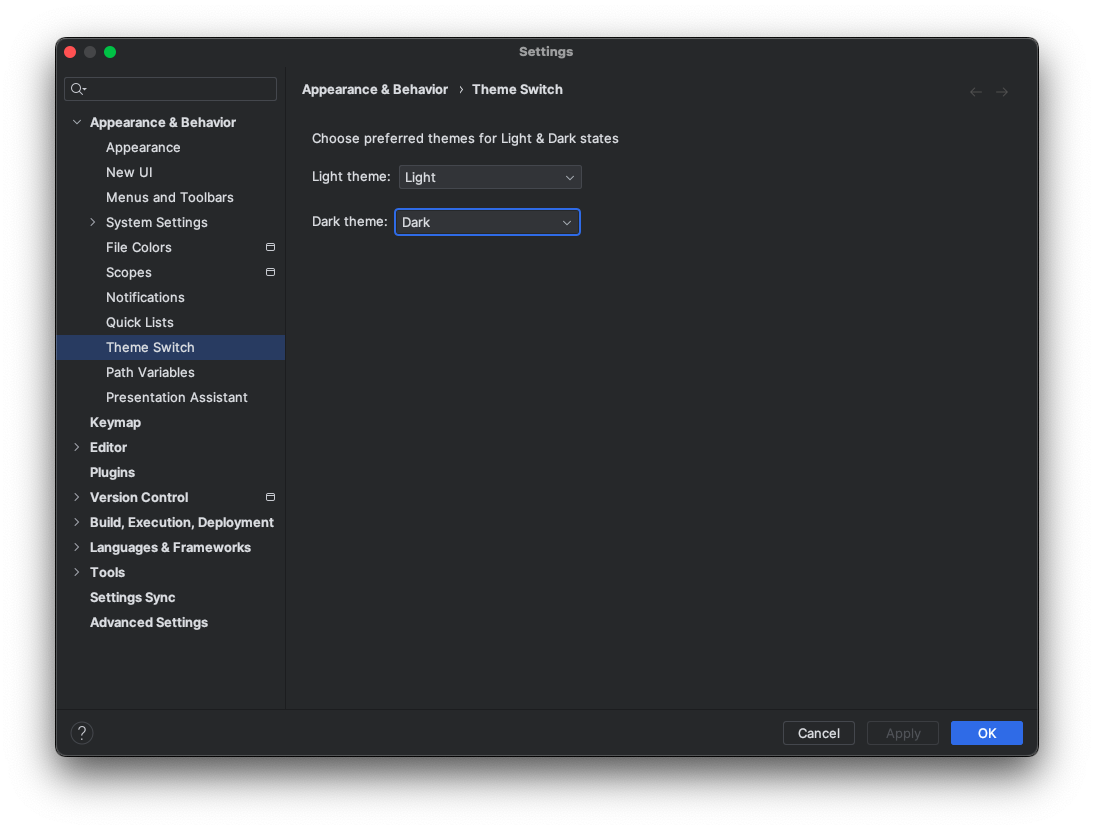 Settings
Appearance & Behavior
Appearance
New UI
Menus and Toolbars
System Settings
File Colors
Scopes
Notifications
Quick Lists
Theme Switch
Path Variables
Presentation Assistant
Keymap
Editor
Plugins
Version Control
Build, Execution, Deployment
Languages & Frameworks
Tools
Settings Sync
Advanced Settings
Appearance & Behavior › Theme Switch
Choose preferred themes for Light & Dark states
Light theme: Light
Dark theme: Dark
?
Cancel Apply OK